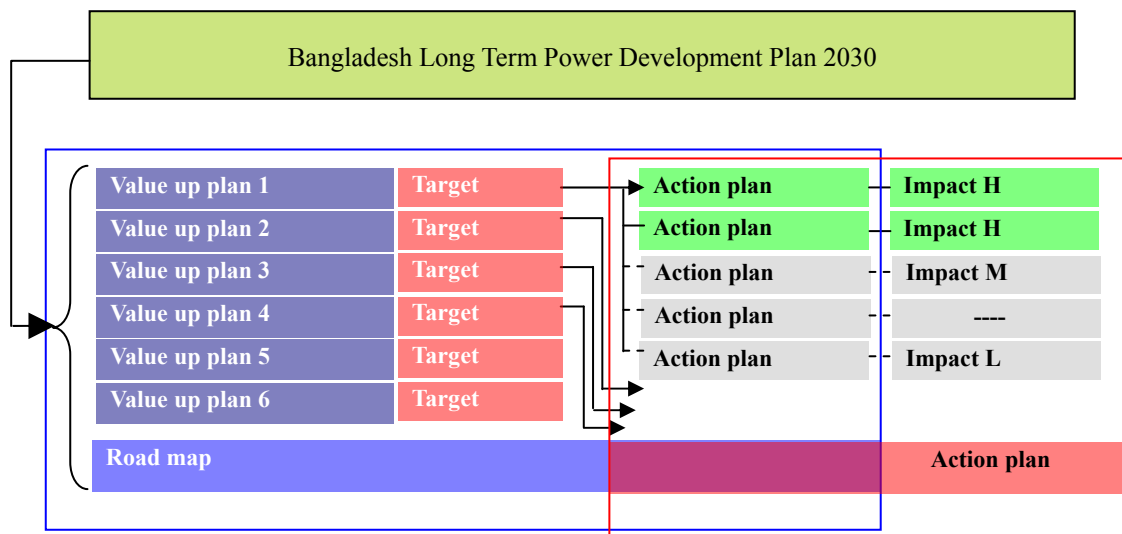 Bangladesh Long Term Power Development Plan 2030
Value up plan 1 Target Action plan Impact H
Value up plan 2 Target Action plan Impact H
Value up plan 3 Target Action plan Impact M
Value up plan 4 Target Action plan ----
Value up plan 5 Target Action plan Impact L
Value up plan 6 Target
Road map Action plan